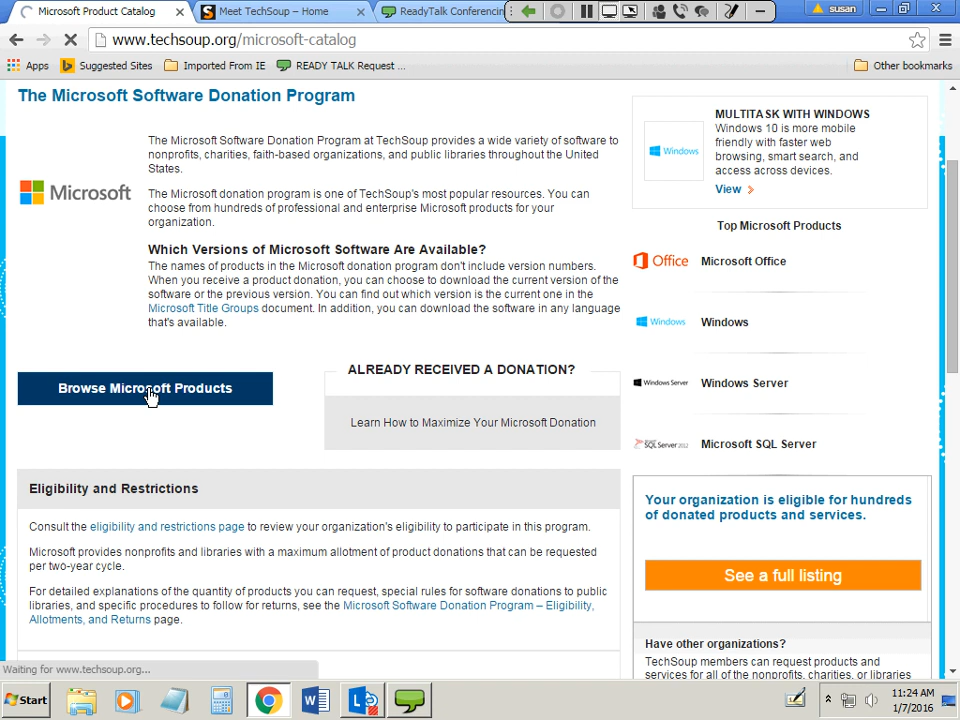 Microsoft Product Catalog
Meet TechSoup – Home
ReadyTalk Conferencin
susan
www.techsoup.org/microsoft-catalog
Apps
Suggested Sites
Imported From IE
READY TALK Request ...
Other bookmarks
The Microsoft Software Donation Program
Microsoft
The Microsoft Software Donation Program at TechSoup provides a wide variety of software to
nonprofits, charities, faith-based organizations, and public libraries throughout the United
States.
The Microsoft donation program is one of TechSoup's most popular resources. You can
choose from hundreds of professional and enterprise Microsoft products for your
organization.
Which Versions of Microsoft Software Are Available?
The names of products in the Microsoft donation program don't include version numbers.
When you receive a product donation, you can choose to download the current version of the
software or the previous version. You can find out which version is the current one in the
Microsoft Title Groups document. In addition, you can download the software in any language
that's available.
Browse Microsoft Products
ALREADY RECEIVED A DONATION?
Learn How to Maximize Your Microsoft Donation
Eligibility and Restrictions
Consult the eligibility and restrictions page to review your organization's eligibility to participate in this program.
Microsoft provides nonprofits and libraries with a maximum allotment of product donations that can be requested
per two-year cycle.
For detailed explanations of the quantity of products you can request, special rules for software donations to public
libraries, and specific procedures to follow for returns, see the Microsoft Software Donation Program – Eligibility,
Allotments, and Returns page.
Windows
MULTITASK WITH WINDOWS
Windows 10 is more mobile
friendly with faster web
browsing, smart search, and
access across devices.
View
Top Microsoft Products
Office
Microsoft Office
Windows
Windows
Windows Server
Windows Server
SQL Server 2012
Microsoft SQL Server
Your organization is eligible for hundreds
of donated products and services.
See a full listing
Have other organizations?
TechSoup members can request products and
services for all of the nonprofits, charities, or libraries
Waiting for www.techsoup.org...
Start
11:24 AM
1/7/2016